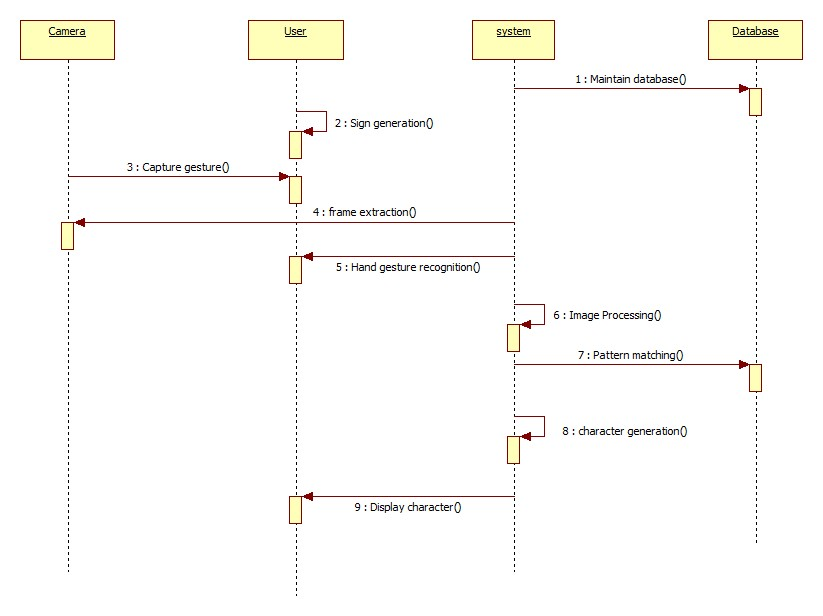 Camera
User
system
Database
1 : Maintain database()
2 : Sign generation()
3 : Capture gesture()
4 : frame extraction()
5 : Hand gesture recognition()
6 : Image Processing()
7 : Pattern matching()
8 : character generation()
9 : Display character()